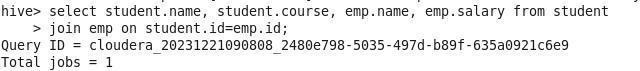 hive> select student.name, student.course, emp.name, emp.salary from student
    > join emp on student.id=emp.id;
Query ID = cloudera_20231221090808_2480e798-5035-497d-b89f-635a0921c6e9
Total jobs = 1